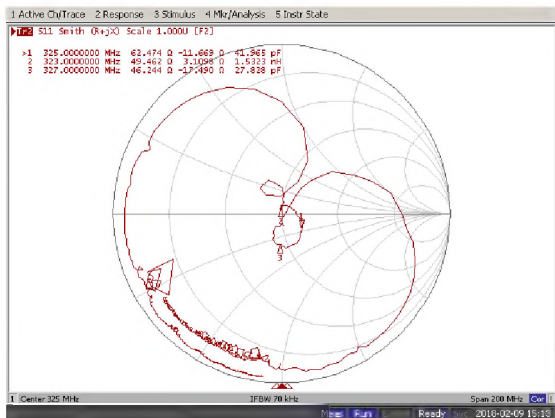 1 Active Ch/Trace 2 Response 3 Stimulus 4 Mkr/Analysis 5 Instr State
Tr2 S11 Smith (R+jX) Scale 1.000U [F2]
>1 325.0000000 MHz 62.474 Ω -11.669 Ω 41.965 pF
2 323.0000000 MHz 49.462 Ω 3.1098 Ω 1.5323 nH
3 327.0000000 MHz 46.244 Ω -17.490 Ω 27.828 pF
3
3
1 Center 325 MHz IFBW 70 kHz Span 200 MHz Cor
Meas Run Ready 2018-02-09 15:13